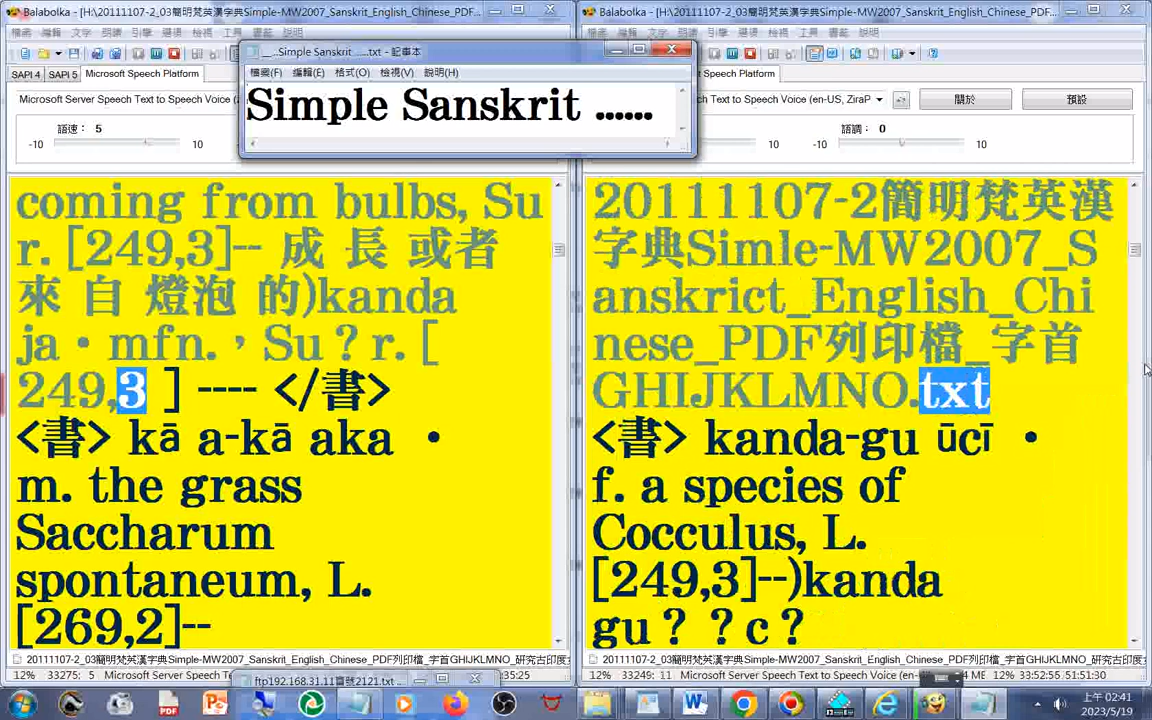 Balabolka - [H:\20111107-2_03簡明梵英漢字典Simple-MW2007_Sanskrit_English_Chinese_PDF...
Balabolka - [H:\20111107-2_03簡明梵英漢字典Simple-MW2007_Sanskrit_English_Chinese_PDF...
__...Simple Sanskrit ......txt - 記事本
檔案(F) 編輯(E) 格式(O) 檢視(V) 說明(H)
Simple Sanskrit ......
SAPI 4 SAPI 5 Microsoft Speech Platform
t Speech Platform
Microsoft Server Speech Text to Speech Voice (
ch Text to Speech Voice (en-US, ZiraP
關於
預設
語速： 5
語調： 0
-10 10
10 -10 10
coming from bulbs, Su
r. [249,3]-- 成 長 或者
來 自 燈泡 的)kanda
ja‧mfn.，Su？r. [
249,3 ] ---- </書>
<書> kā a-kā aka ‧
m. the grass
Saccharum
spontaneum, L.
[269,2]--
20111107-2簡明梵英漢
字典Simle-MW2007_S
anskrict_English_Chi
nese_PDF列印檔_字首
GHIJKLMNO.txt
<書> kanda-gu ūcī ‧
f. a species of
Cocculus, L.
[249,3]--)kanda
gu？？c？
20111107-2_03簡明梵英漢字典Simple-MW2007_Sanskrit_English_Chinese_PDF列印檔_字首GHIJKLMNO_研究古印度
20111107-2_03簡明梵英漢字典Simple-MW2007_Sanskrit_English_Chinese_PDF列印檔_字首GHIJKLMNO_研究古印度
12% 33275: 5 Microsoft Server Speech Te
:35:25
12% 33249: 11 Microsoft Server Speech Text to Speech Voice (en-
ME 12% 33:52:55 51:51:30
上午 02:41
2023/5/19